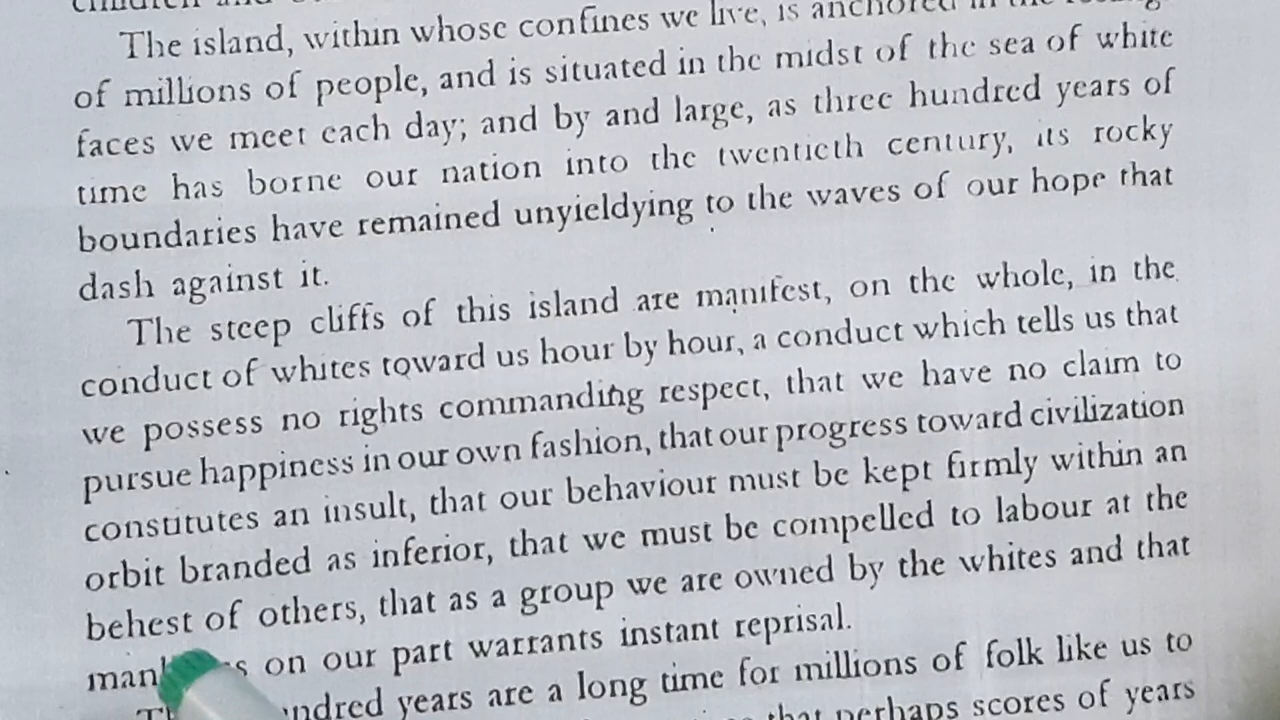 The island, within whose confines we live, is anchored in the
of millions of people, and is situated in the midst of the sea of white
faces we meet each day; and by and large, as three hundred years of
time has borne our nation into the twentieth century, its rocky
boundaries have remained unyieldying to the waves of our hope that
dash against it.
The steep cliffs of this island are manifest, on the whole, in the
conduct of whites toward us hour by hour, a conduct which tells us that
we possess no rights commanding respect, that we have no claim to
pursue happiness in our own fashion, that our progress toward civilization
constitutes an insult, that our behaviour must be kept firmly within an
orbit branded as inferior, that we must be compelled to labour at the
behest of others, that as a group we are owned by the whites and that
on our part warrants instant reprisal.
years are a long time for millions of folk like us to
that perhaps scores of years